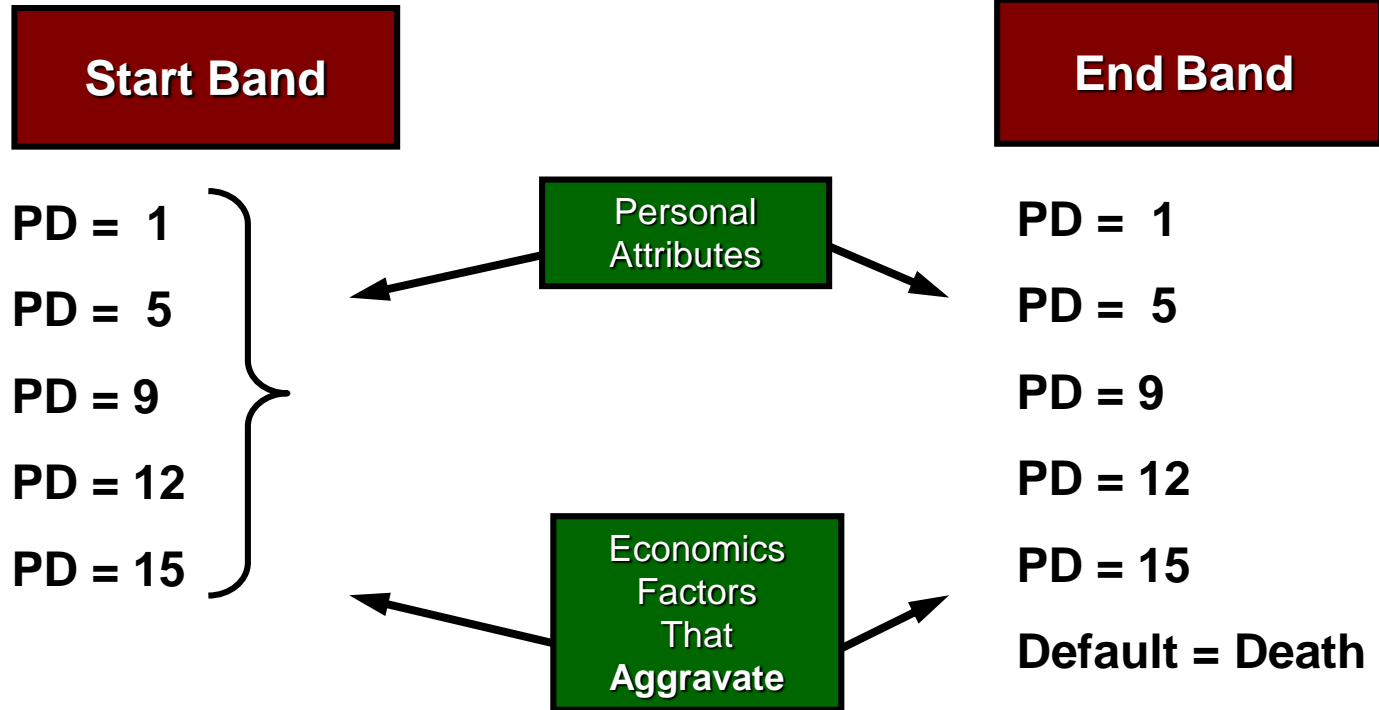 Start Band
PD = 1
PD = 5
PD = 9
PD = 12
PD = 15
Personal
Attributes
Economics
Factors
That
Aggravate
End Band
PD = 1
PD = 5
PD = 9
PD = 12
PD = 15
Default = Death